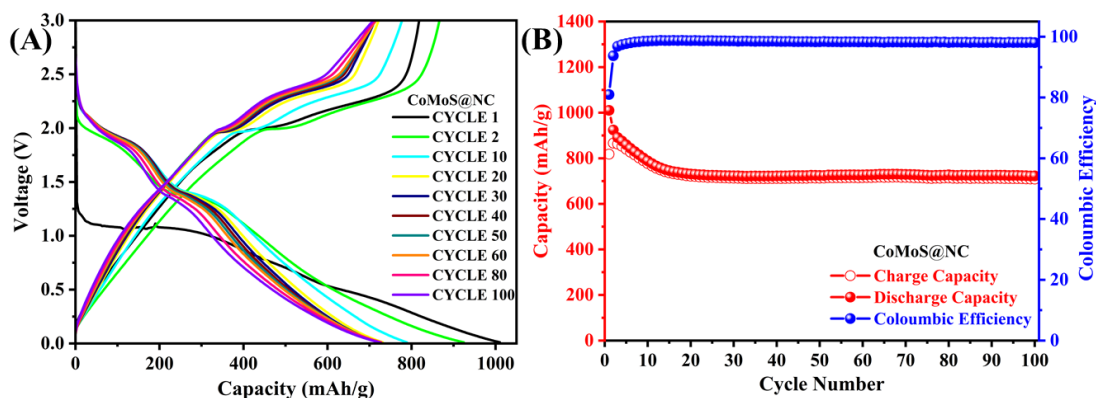 (A)
3.0
2.5
2.0
1.5
1.0
0.5
0.0
Voltage (V)
CoMoS@NC
CYCLE 1
CYCLE 2
CYCLE 10
CYCLE 20
CYCLE 30
CYCLE 40
CYCLE 50
CYCLE 60
CYCLE 80
CYCLE 100
0 200 400 600 800 1000
Capacity (mAh/g)
(B)
1400
1200
1000
800
600
400
200
0
Capacity (mAh/g)
CoMoS@NC
Charge Capacity
Discharge Capacity
Coloumbic Efficiency
100
80
60
40
20
0
Coloumbic Efficiency
0 10 20 30 40 50 60 70 80 90 100
Cycle Number